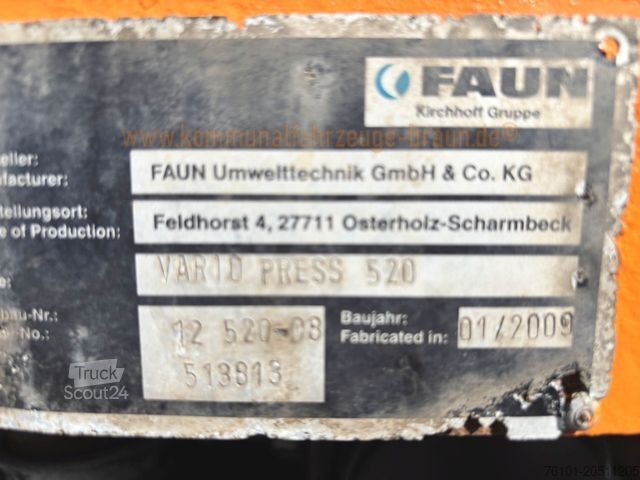 FAUN
Kirchhoff Gruppe
www.kommunalfahrzeuge-braun.de©
eller:
facturer:
FAUN Umwelttechnik GmbH & Co. KG
tellungsort:
e of Production:
Feldhorst 4, 27711 Osterholz-Scharmbeck
e:
VARIO PRESS 520
bau-Nr.:
-No.:
12 520-08
513813
Baujahr:
Fabricated in:
01/2009
Truck
Scout24
76101-20511205